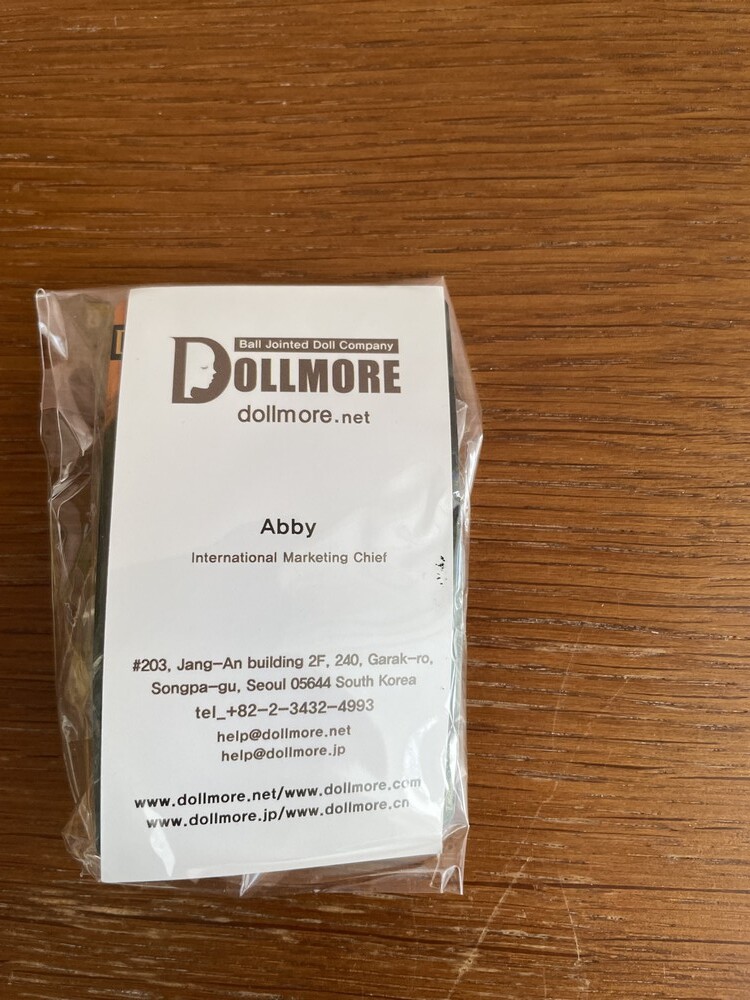 Ball Jointed Doll Company
DOLLMORE
dollmore.net
Abby
International Marketing Chief
#203, Jang-An building 2F, 240, Garak-ro,
Songpa-gu, Seoul 05644 South Korea
tel_+82-2-3432-4993
help@dollmore.net
help@dollmore.jp
www.dollmore.net/www.dollmore.com
www.dollmore.jp/www.dollmore.cn